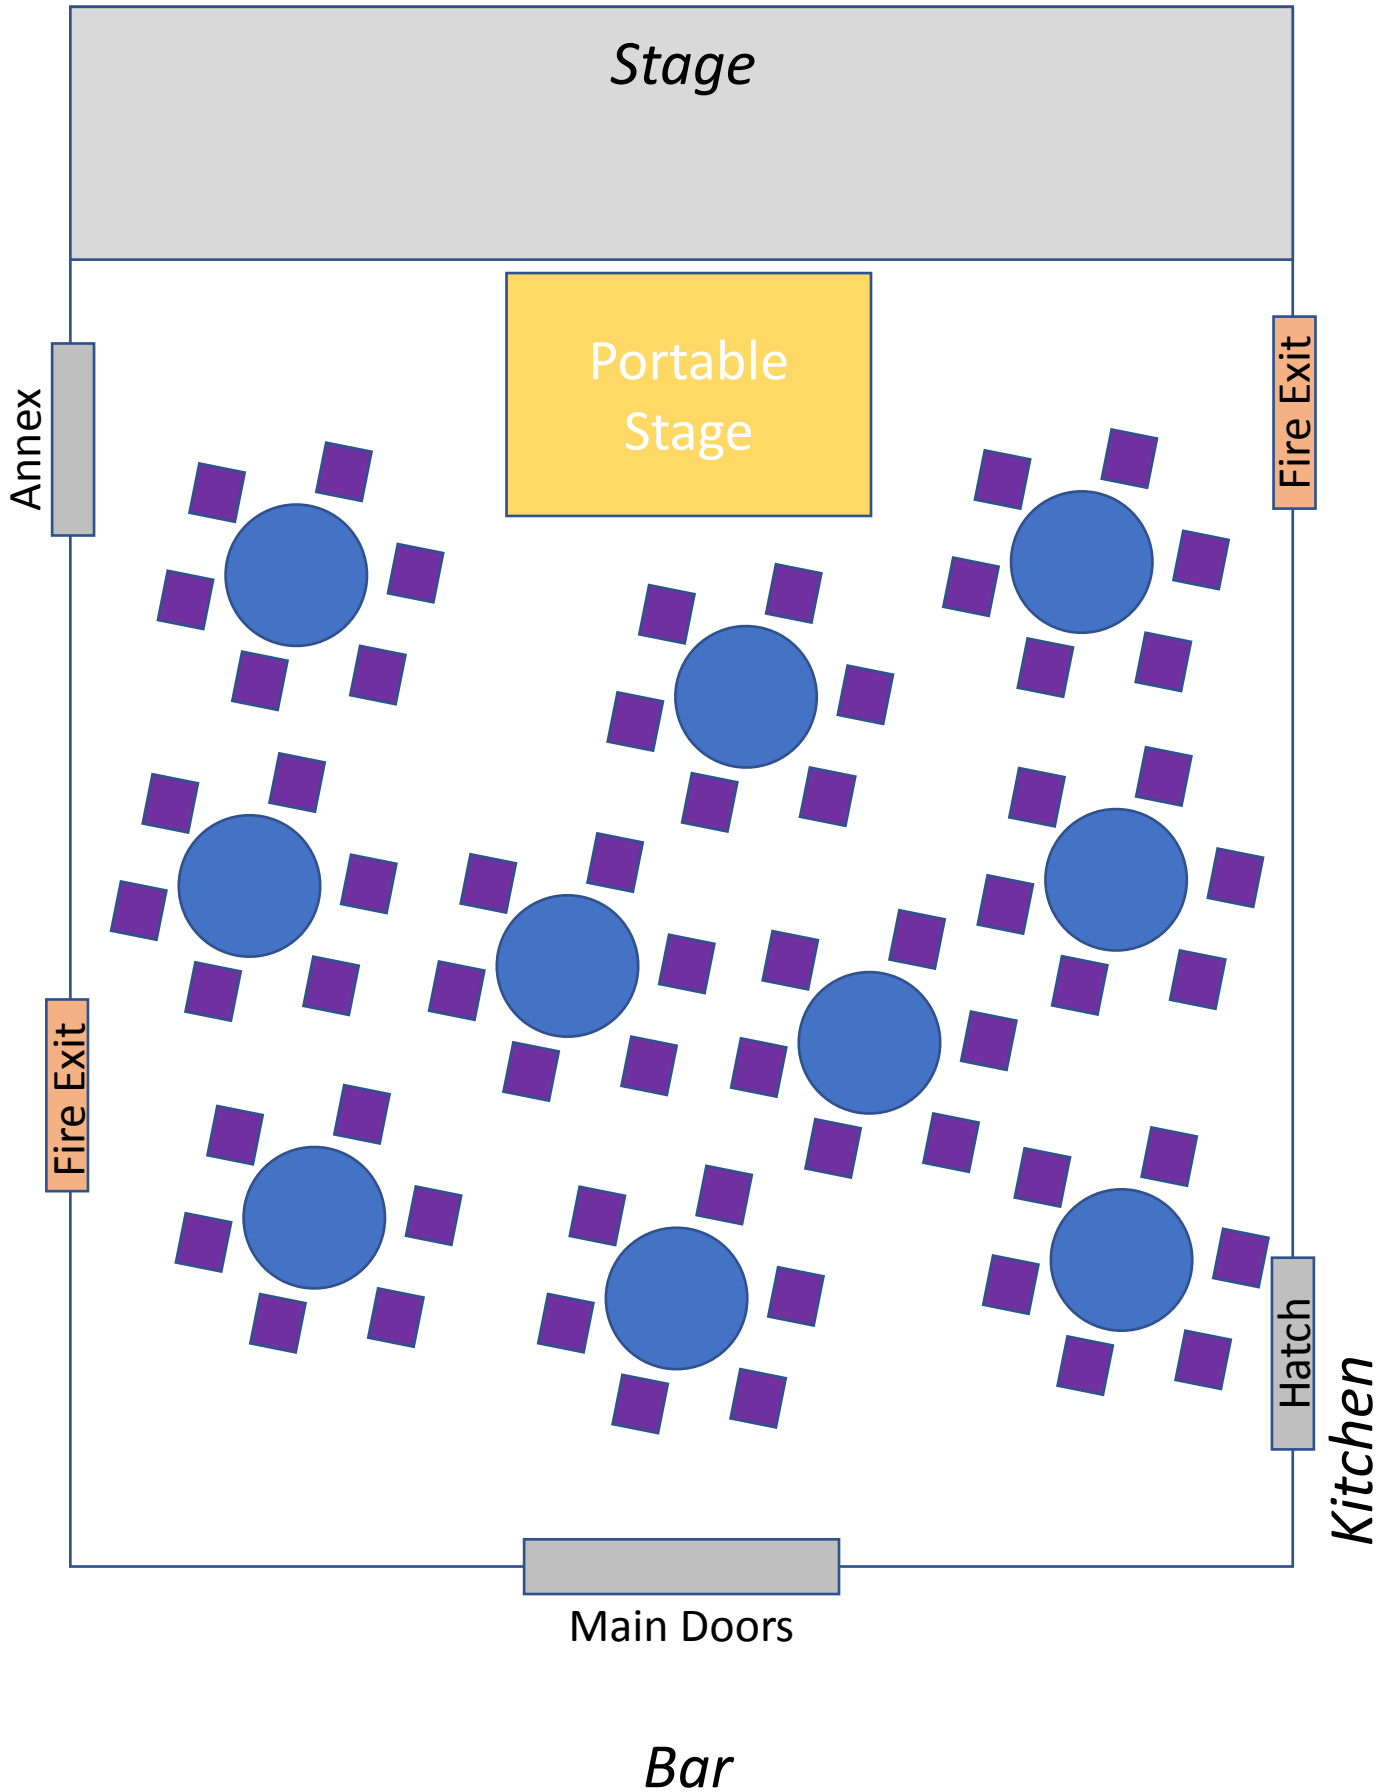 Stage
Portable
Stage
Annex
Fire Exit
Fire Exit
Hatch
Kitchen
Main Doors
Bar